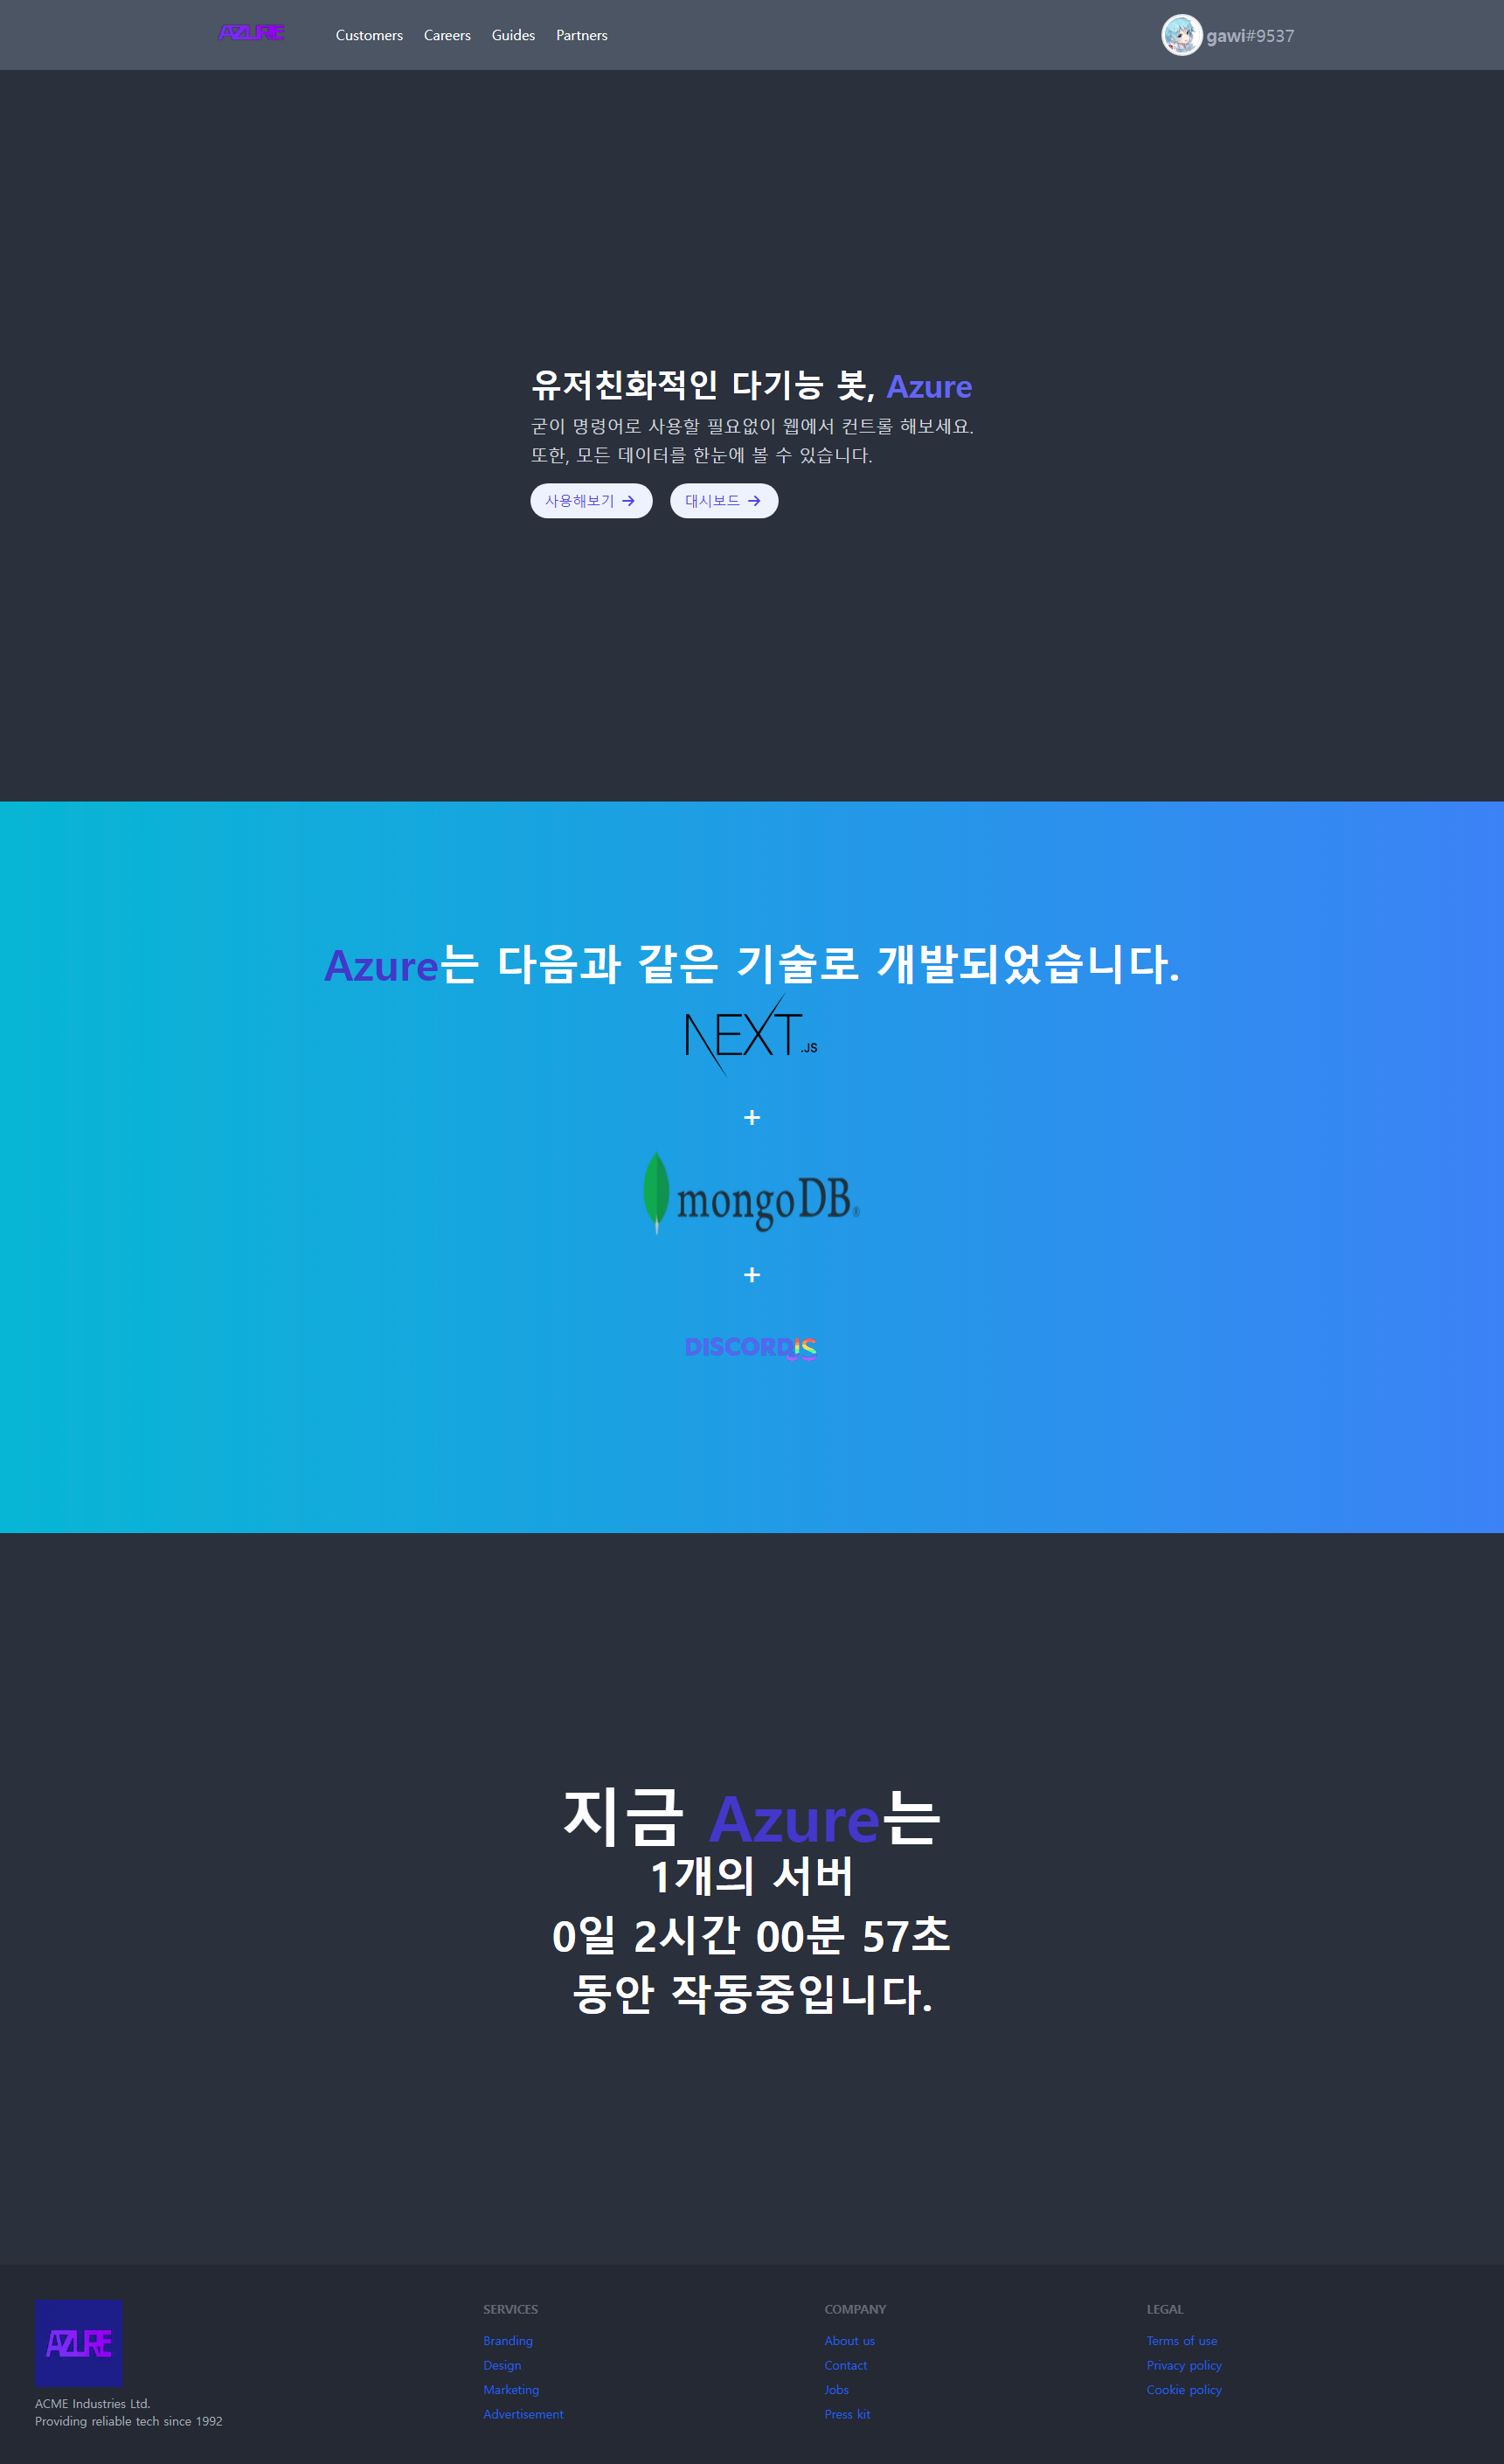 AZURE
Customers Careers Guides Partners
gawi#9537
유저친화적인 다기능 봇, Azure
굳이 명령어로 사용할 필요없이 웹에서 컨트롤 해보세요.
또한, 모든 데이터를 한눈에 볼 수 있습니다.
사용해보기 → 대시보드 →
Azure는 다음과 같은 기술로 개발되었습니다.
NEXT.JS
+
mongoDB®
+
DISCORDJS
지금 Azure는
1개의 서버
0일 2시간 00분 57초
동안 작동중입니다.
AZURE
ACME Industries Ltd.
Providing reliable tech since 1992
SERVICES
Branding
Design
Marketing
Advertisement
COMPANY
About us
Contact
Jobs
Press kit
LEGAL
Terms of use
Privacy policy
Cookie policy